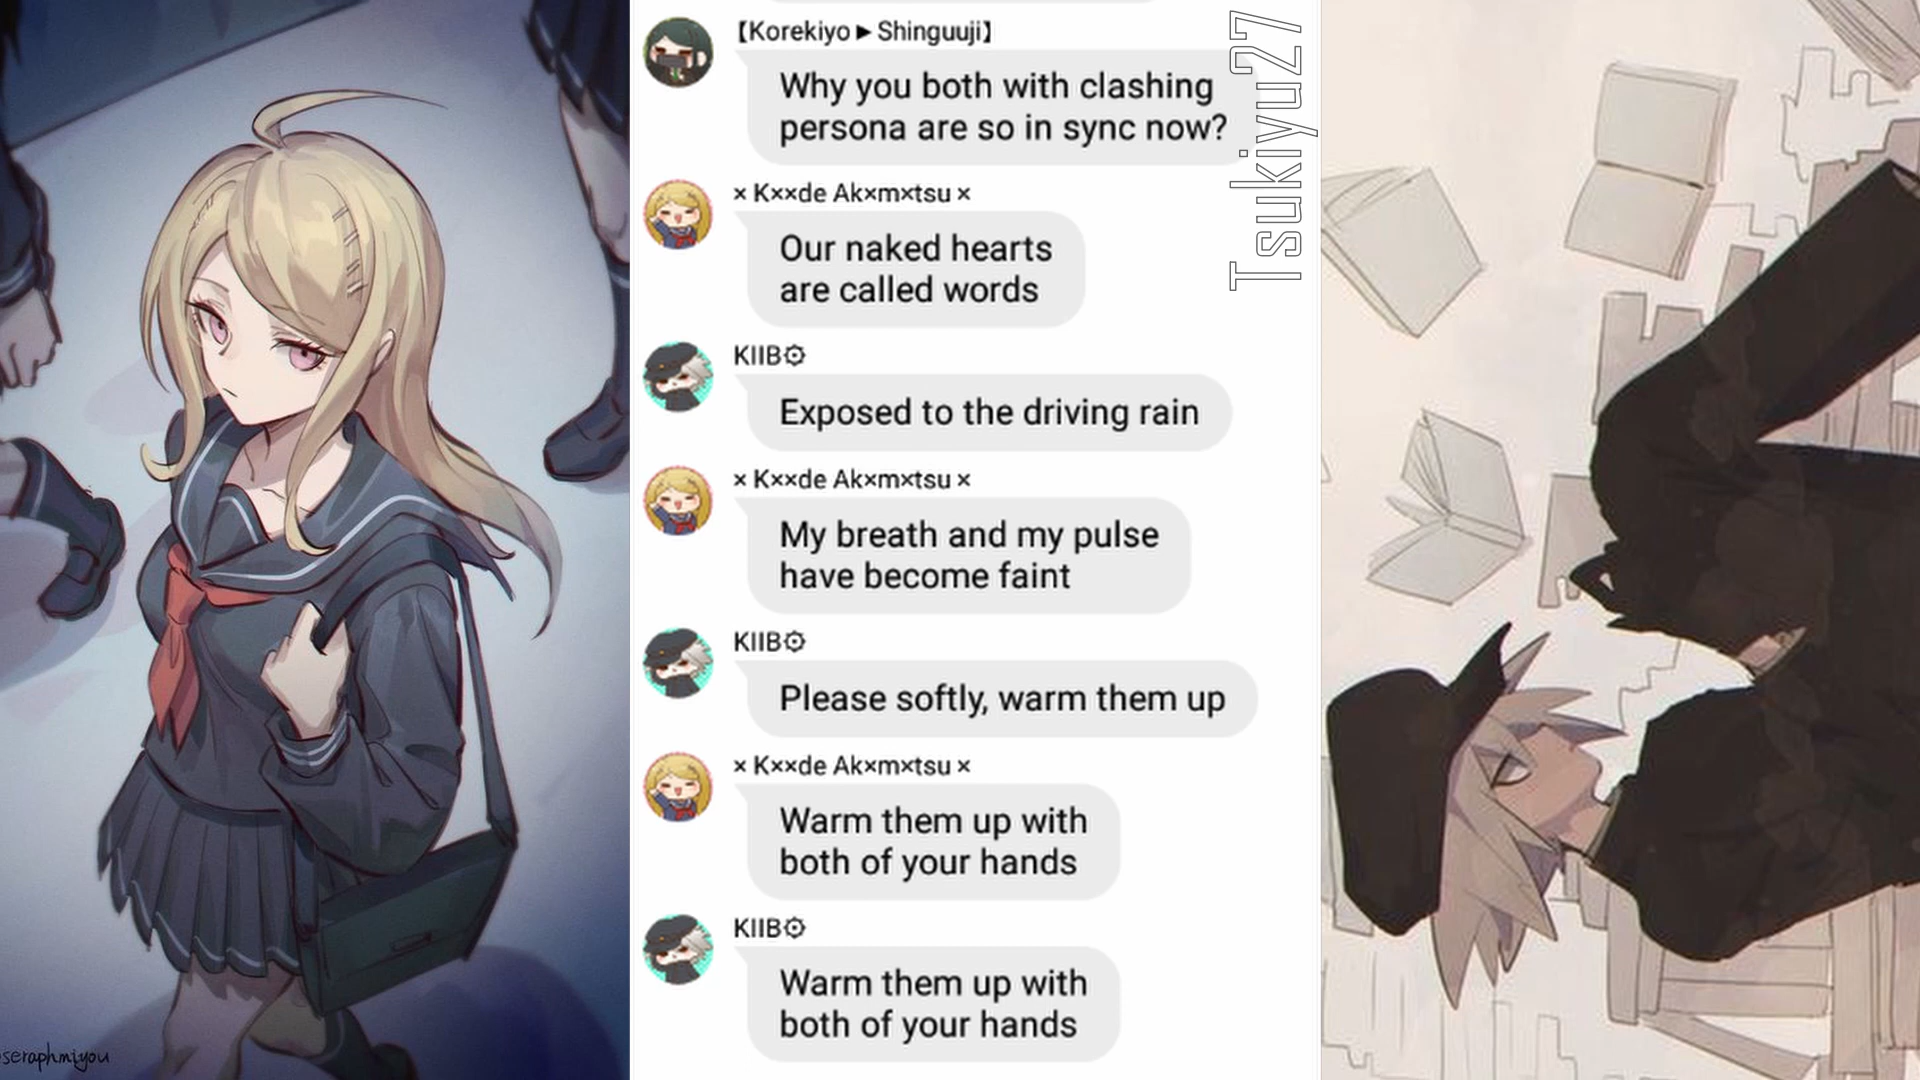 【Korekiyo►Shinguuji】
Why you both with clashing
persona are so in sync now?
× K××de Ak×m×tsu ×
Our naked hearts
are called words
KIIB⚙
Exposed to the driving rain
× K××de Ak×m×tsu ×
My breath and my pulse
have become faint
KIIB⚙
Please softly, warm them up
× K××de Ak×m×tsu ×
Warm them up with
both of your hands
KIIB⚙
Warm them up with
both of your hands
Tsukiyu27
seraphmiyou